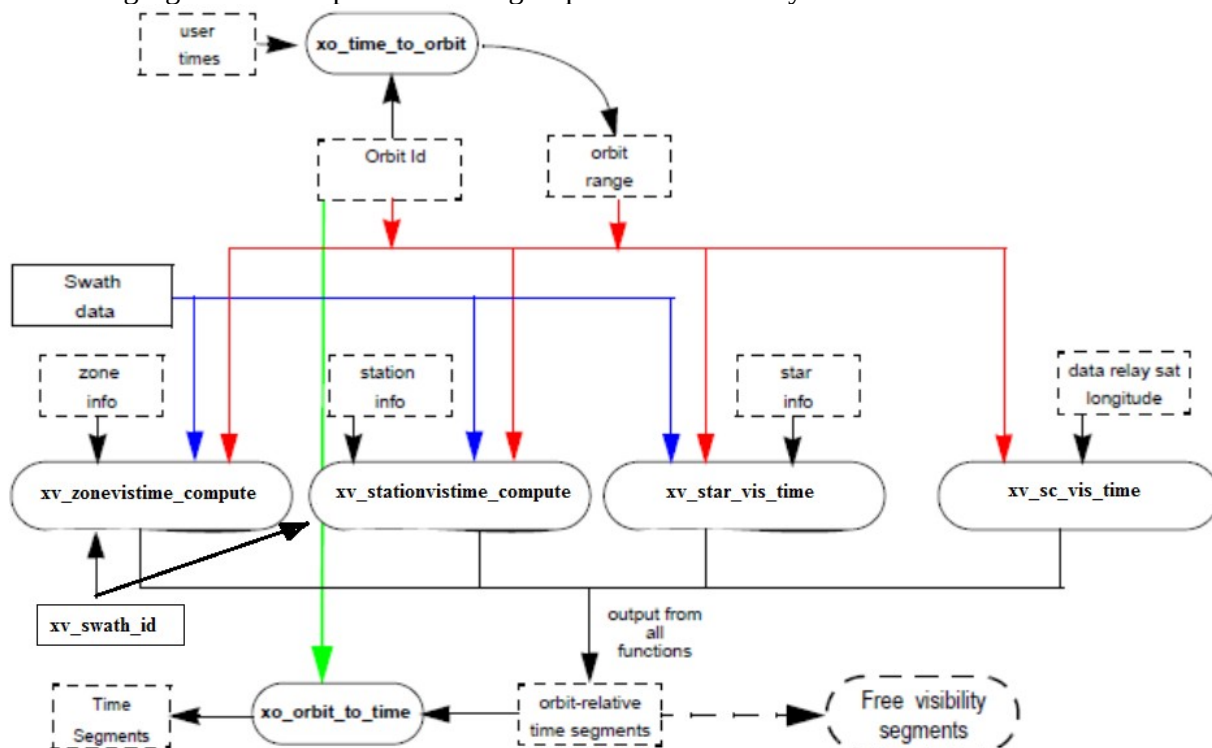 user
times
xo_time_to_orbit
Orbit Id
orbit
range
Swath
data
zone
info
station
info
star
info
data relay sat
longitude
xv_zonevistime_compute
xv_stationvistime_compute
xv_star_vis_time
xv_sc_vis_time
xv_swath_id
output from
all
functions
Time
Segments
xo_orbit_to_time
orbit-relative
time segments
Free visibility
segments